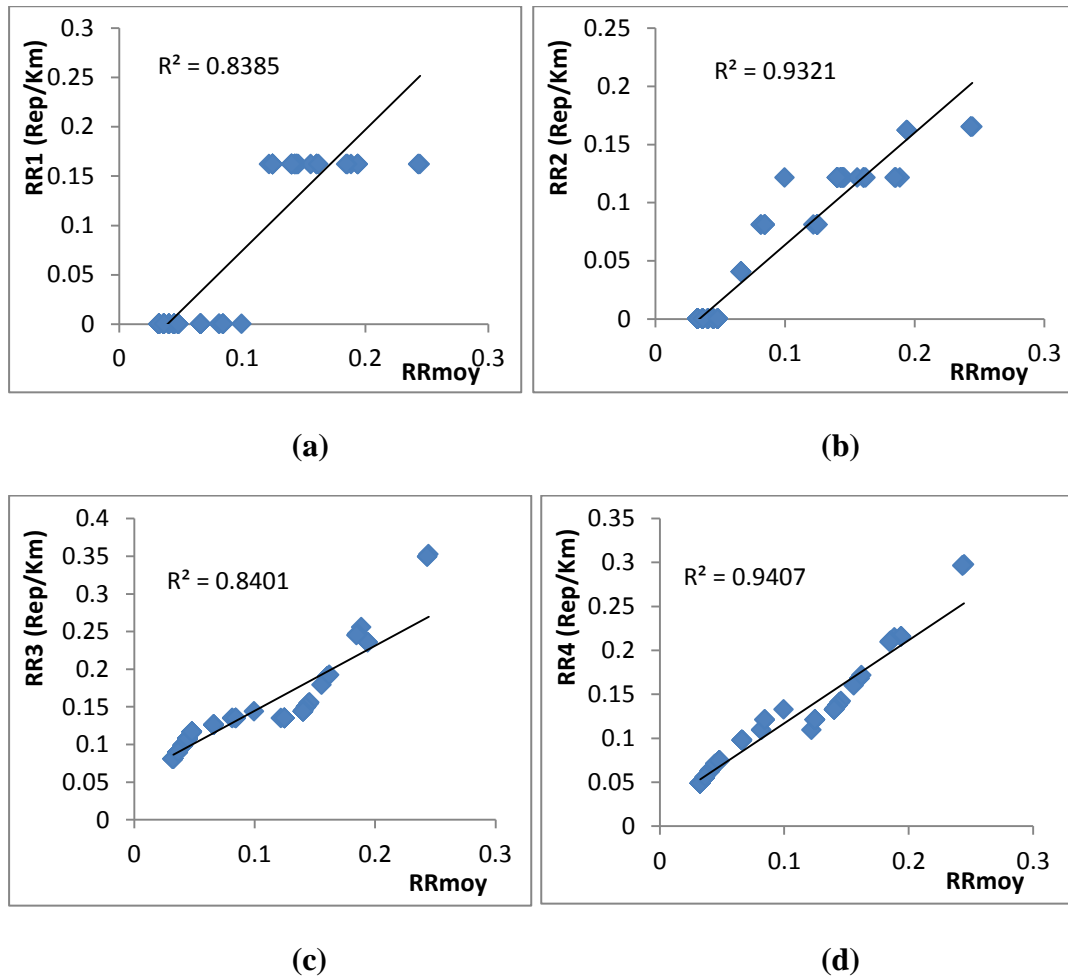 RR1 (Rep/Km)
0.3
0.25
0.2
0.15
0.1
0.05
0
R² = 0.8385
0 0.1 0.2 0.3
RRmoy
(a)
RR2 (Rep/Km)
0.25
0.2
0.15
0.1
0.05
0
R² = 0.9321
0 0.1 0.2 0.3
RRmoy
(b)
RR3 (Rep/Km)
0.4
0.35
0.3
0.25
0.2
0.15
0.1
0.05
0
R² = 0.8401
0 0.1 0.2 0.3
RRmoy
(c)
RR4 (Rep/Km)
0.35
0.3
0.25
0.2
0.15
0.1
0.05
0
R² = 0.9407
0 0.1 0.2 0.3
RRmoy
(d)